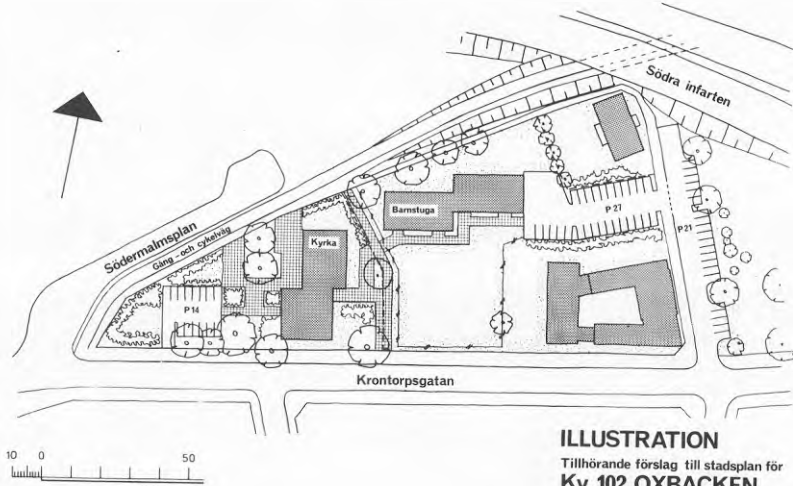 Södra infarten
Södermalmsplan
Gång - och cykelväg
Kyrka
Barnstuga
P 27
P 21
P 14
Krontorpsgatan
10 0 50
ILLUSTRATION
Tillhörande förslag till stadsplan för
Kv 102 OXBACKEN